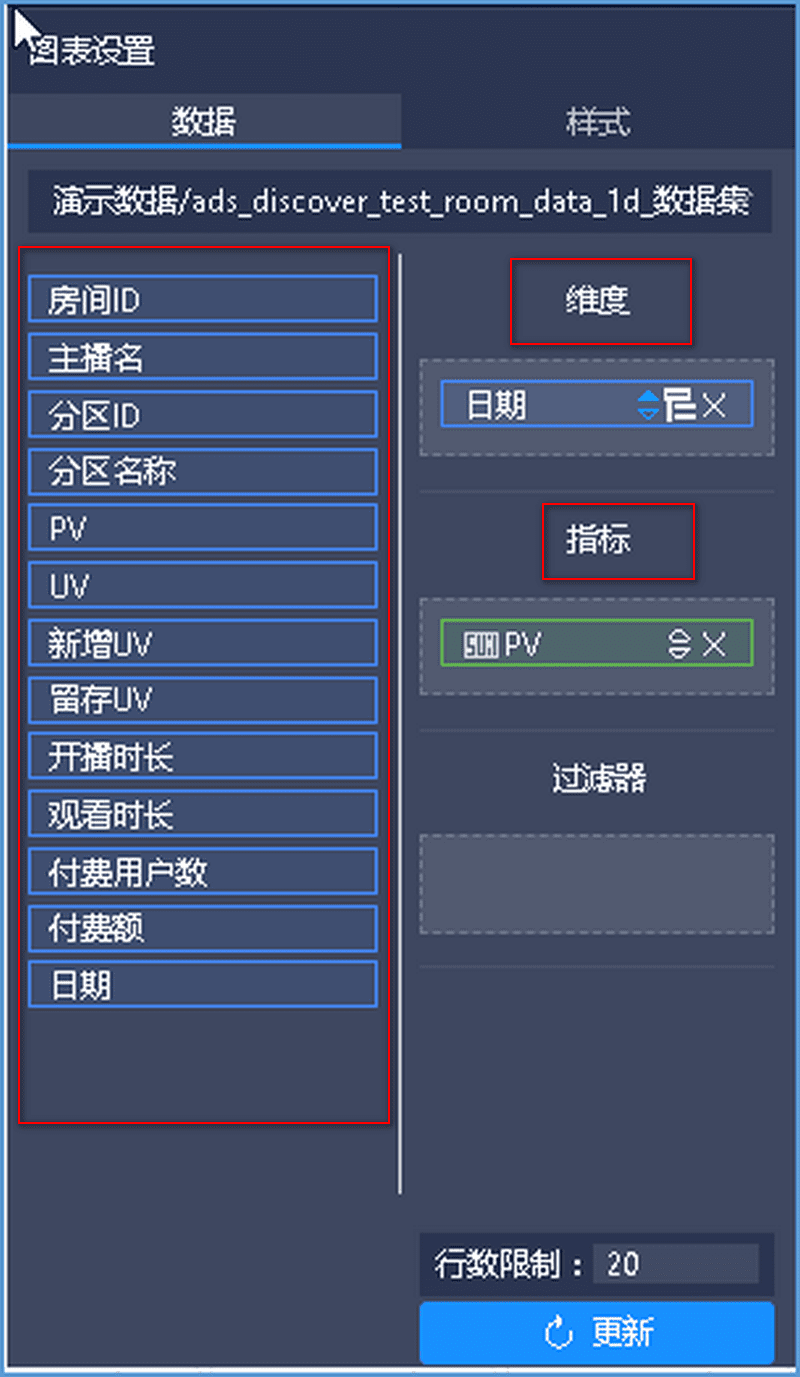 图表设置
数据
样式
演示数据/ads_discover_test_room_data_1d_数据集
房间ID
主播名
分区ID
分区名称
PV
UV
新增UV
留存UV
开播时长
观看时长
付费用户数
付费额
日期
维度
日期
指标
SUM PV
过滤器
行数限制：20
更新